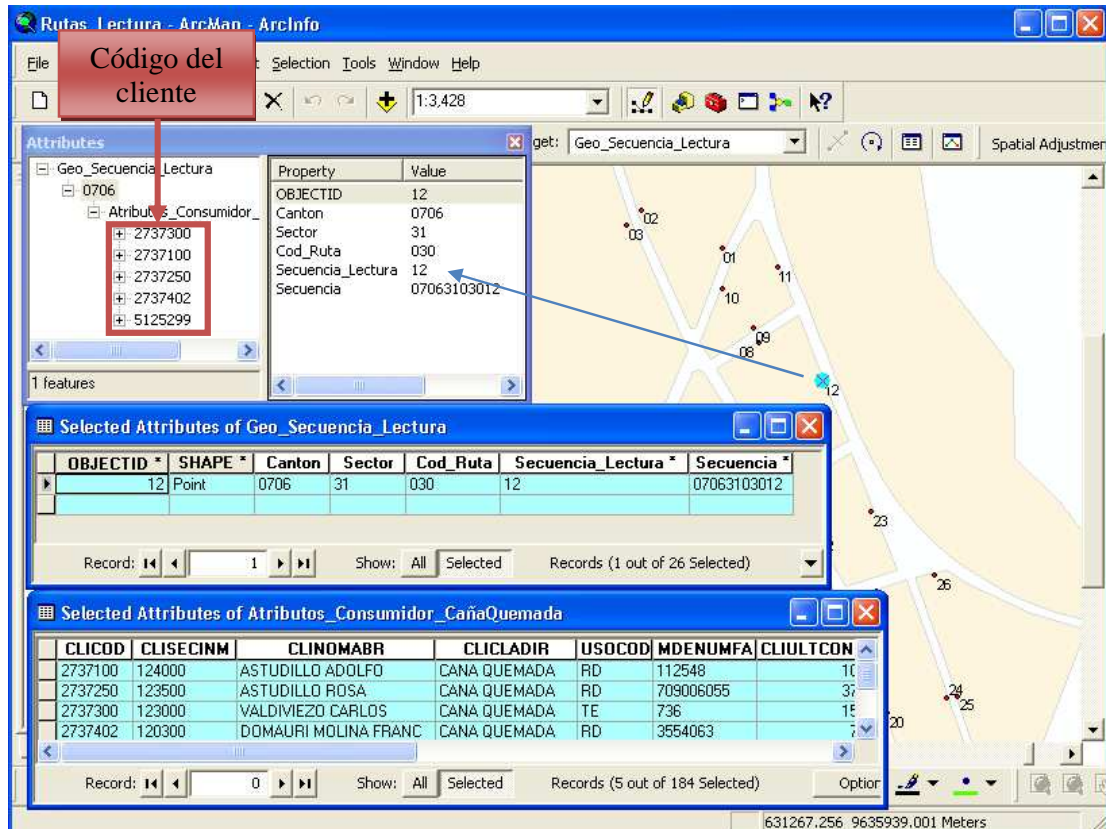 Rutas_Lectura - ArcMap - ArcInfo
Código del
cliente
File Selection Tools Window Help
1:3,428
Attributes
get: Geo_Secuencia_Lectura Spatial Adjustmen
Geo_Secuencia_Lectura
0706
Atributos_Consumidor_
2737300
2737100
2737250
2737402
5125299
1 features
Property Value
OBJECTID 12
Canton 0706
Sector 31
Cod_Ruta 030
Secuencia_Lectura 12
Secuencia 07063103012
02
03
01
11
10
09
08
12
23
26
24
25
20
Selected Attributes of Geo_Secuencia_Lectura
OBJECTID * SHAPE * Canton Sector Cod_Ruta Secuencia_Lectura * Secuencia *
12 Point 0706 31 030 12 07063103012
Record: 1 Show: All Selected Records (1 out of 26 Selected)
Selected Attributes of Atributos_Consumidor_CañaQuemada
CLICOD CLISECINM CLINOMABR CLICLADIR USOCOD MDENUMFA CLIULTCON
2737100 124000 ASTUDILLO ADOLFO CANA QUEMADA RD 112548
2737250 123500 ASTUDILLO ROSA CANA QUEMADA RD 709006055
2737300 123000 VALDIVIEZO CARLOS CANA QUEMADA TE 736
2737402 120300 DOMAURI MOLINA FRANC CANA QUEMADA RD 3554063
Record: 0 Show: All Selected Records (5 out of 184 Selected) Option
631267.256 9635939.001 Meters